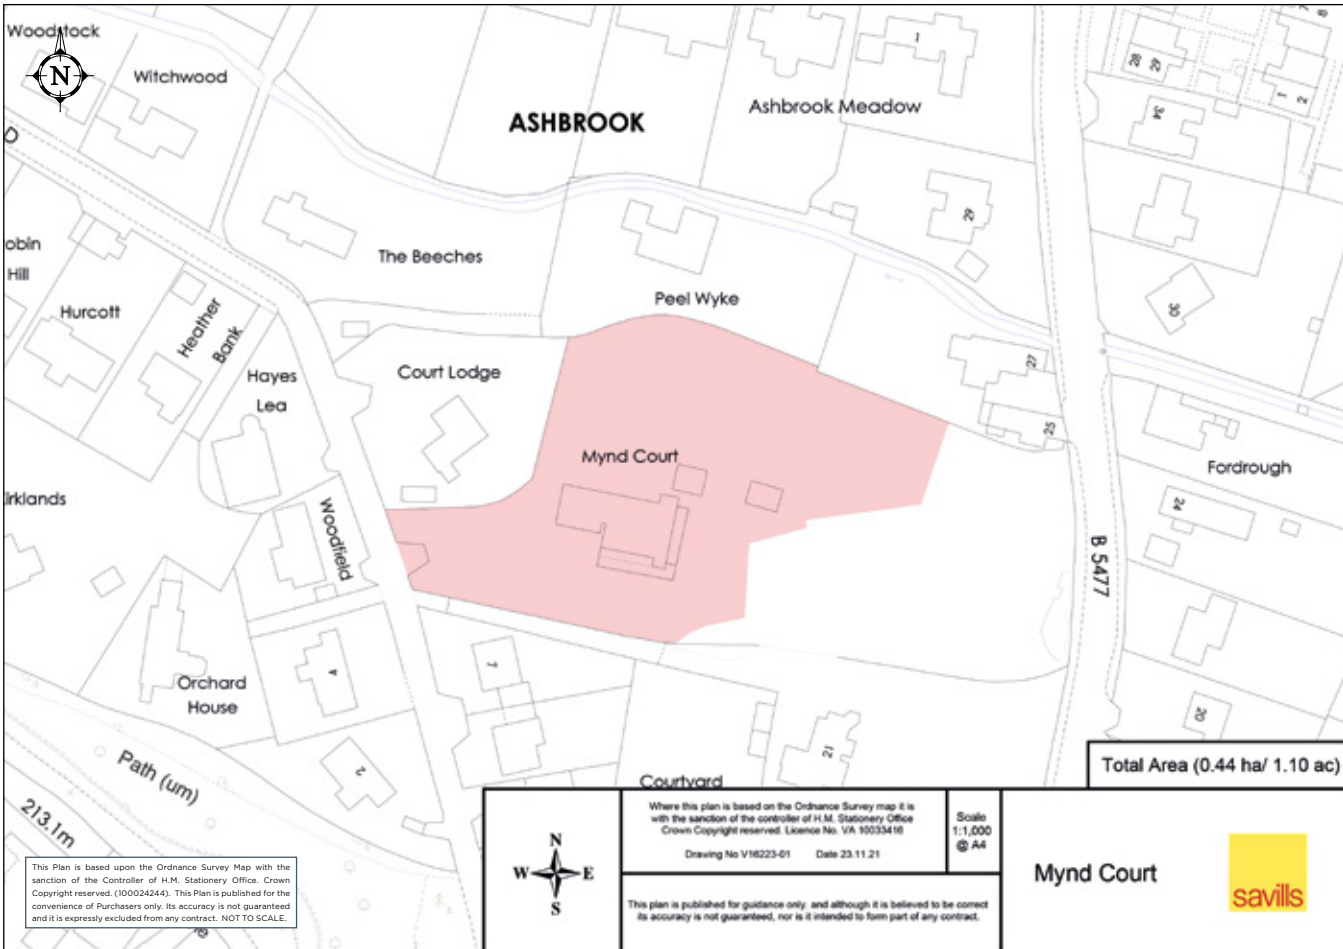 Woodstock
N
Witchwood
ASHBROOK
Ashbrook Meadow
1
28
29
1
2
34
D
29
obin
Hill
The Beeches
Hurcott
Heather
Bank
Peel Wyke
30
Hayes
Lea
Court Lodge
27
25
Mynd Court
Fordrough
irklands
Woodfield
24
B 5477
Orchard
House
4
7
20
21
2
Path (um)
213.1m
Courtyard
Total Area (0.44 ha/ 1.10 ac)
N
W E
S
Where this plan is based on the Ordnance Survey map it is
with the sanction of the controller of H.M. Stationery Office
Crown Copyright reserved. Licence No. VA 10033416
Drawing No V16223-01 Date 23.11.21
Scale
1:1,000
@ A4
This plan is published for guidance only. and although it is believed to be correct
its accuracy is not guaranteed, nor is it intended to form part of any contract.
Mynd Court
savills
This Plan is based upon the Ordnance Survey Map with the
sanction of the Controller of H.M. Stationery Office. Crown
Copyright reserved. (100024244). This Plan is published for the
convenience of Purchasers only. Its accuracy is not guaranteed
and it is expressly excluded from any contract. NOT TO SCALE.